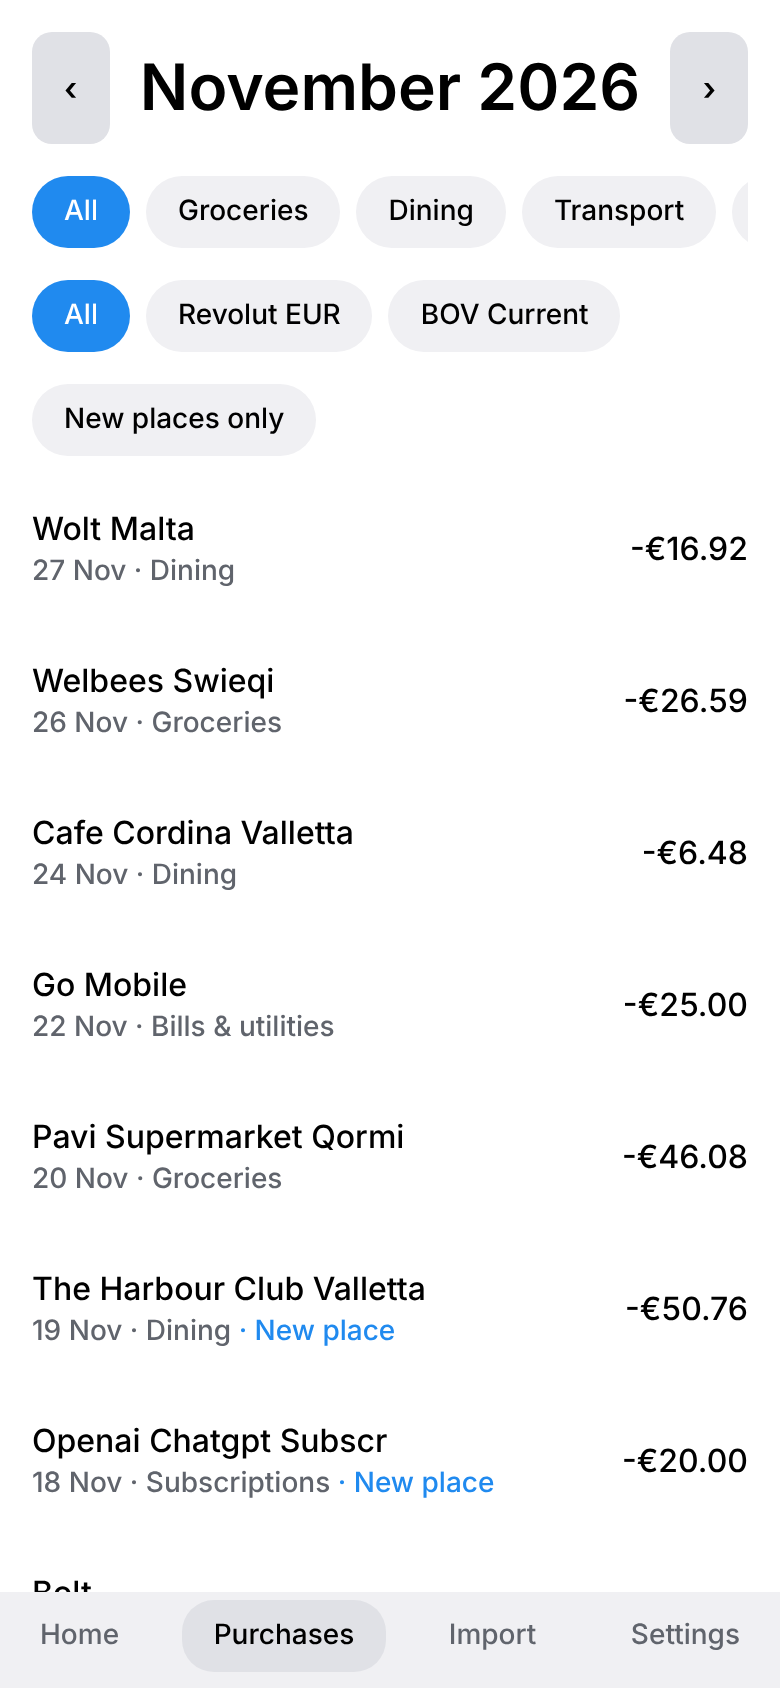 ‹ November 2026 ›
All Groceries Dining Transport
All Revolut EUR BOV Current
New places only
Wolt Malta
27 Nov · Dining
-€16.92
Welbees Swieqi
26 Nov · Groceries
-€26.59
Cafe Cordina Valletta
24 Nov · Dining
-€6.48
Go Mobile
22 Nov · Bills & utilities
-€25.00
Pavi Supermarket Qormi
20 Nov · Groceries
-€46.08
The Harbour Club Valletta
19 Nov · Dining · New place
-€50.76
Openai Chatgpt Subscr
18 Nov · Subscriptions · New place
-€20.00
Bolt
Home Purchases Import Settings